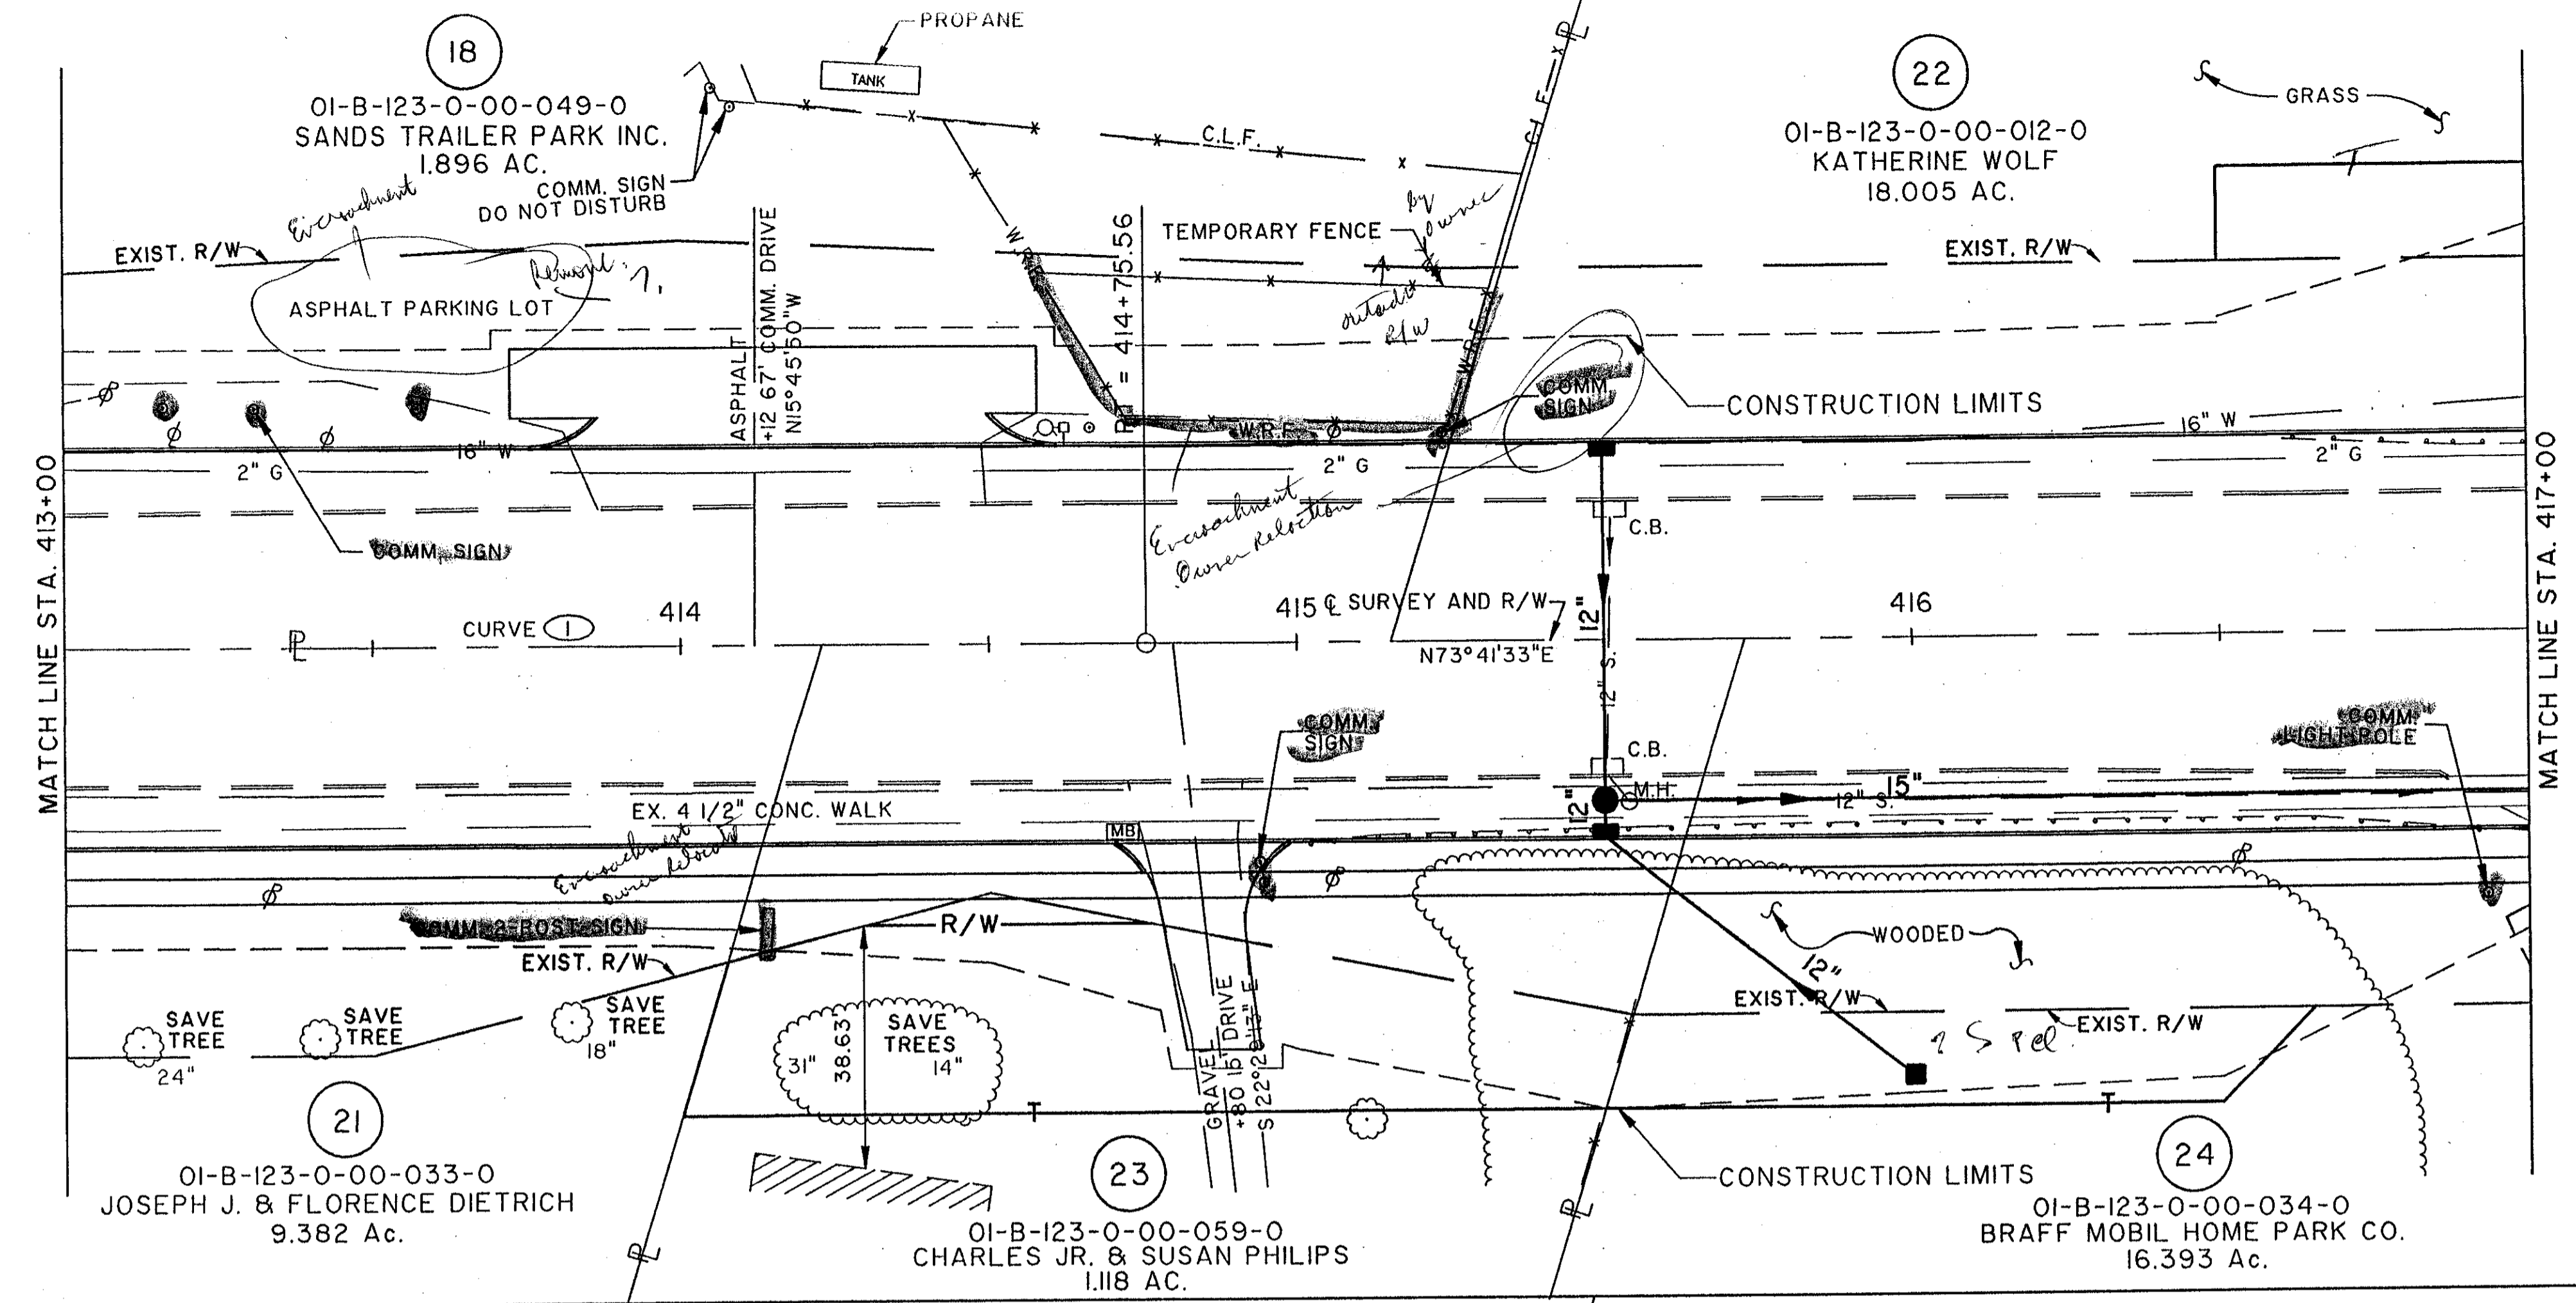 PROPANE
TANK
18
01-B-123-0-00-049-0
SANDS TRAILER PARK INC.
1.896 AC.
COMM. SIGN
DO NOT DISTURB
Encroachment
EXIST. R/W
ASPHALT PARKING LOT
ASPHALT
+12 67' COMM. DRIVE
N15°45'50"W
C.L.F.
W.R.F.
= 414+75.56
TEMPORARY FENCE
by owner
outside R/W
C L F
W.R.F.
22
01-B-123-0-00-012-0
KATHERINE WOLF
18.005 AC.
GRASS
EXIST. R/W
COMM.
SIGN
CONSTRUCTION LIMITS
16" W
2" G
W.R.F.
2" G
16" W
2" G
MATCH LINE STA. 413+00
MATCH LINE STA. 417+00
COMM. SIGN
Encroachment
Owner Reloction
C.B.
CURVE 1
414
415 ℄ SURVEY AND R/W
N73°41'33"E
416
12"
12" S.
COMM.
SIGN
COMM.
LIGHT POLE
C.B.
M.H.
12"
12" S.
15"
EX. 4 1/2" CONC. WALK
MB
Encroachment
owner Relocate
COMM. 2-POST SIGN
R/W
EXIST. R/W
WOODED
12"
EXIST. R/W
EXIST. R/W
SAVE
TREE
24"
SAVE
TREE
SAVE
TREE
18"
SAVE
TREES
31"
14"
38.63'
GRAVEL
+80 15' DRIVE
T
T
CONSTRUCTION LIMITS
21
01-B-123-0-00-033-0
JOSEPH J. & FLORENCE DIETRICH
9.382 Ac.
23
01-B-123-0-00-059-0
CHARLES JR. & SUSAN PHILIPS
1.118 AC.
24
01-B-123-0-00-034-0
BRAFF MOBIL HOME PARK CO.
16.393 Ac.